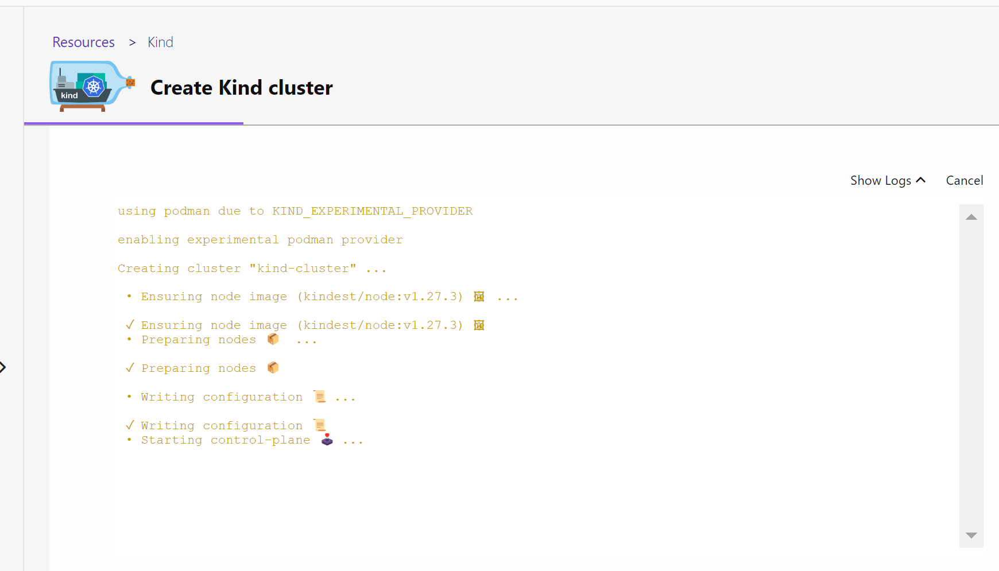 Resources > Kind
kind
Create Kind cluster
Show Logs
Cancel
using podman due to KIND_EXPERIMENTAL_PROVIDER
enabling experimental podman provider
Creating cluster "kind-cluster" ...
• Ensuring node image (kindest/node:v1.27.3) 🖼 ...
✓ Ensuring node image (kindest/node:v1.27.3) 🖼
• Preparing nodes 📦 ...
✓ Preparing nodes 📦
• Writing configuration 📜 ...
✓ Writing configuration 📜
• Starting control-plane 🕹 ...